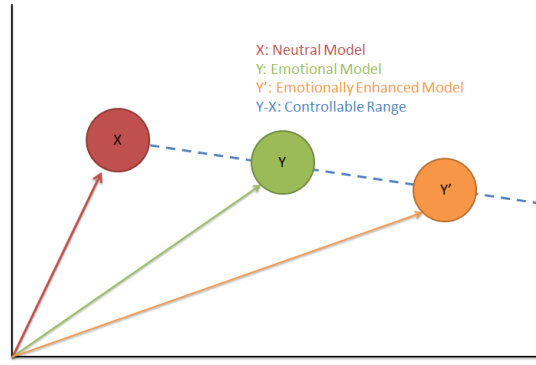 X: Neutral Model
Y: Emotional Model
Y': Emotionally Enhanced Model
Y-X: Controllable Range
X
Y
Y'